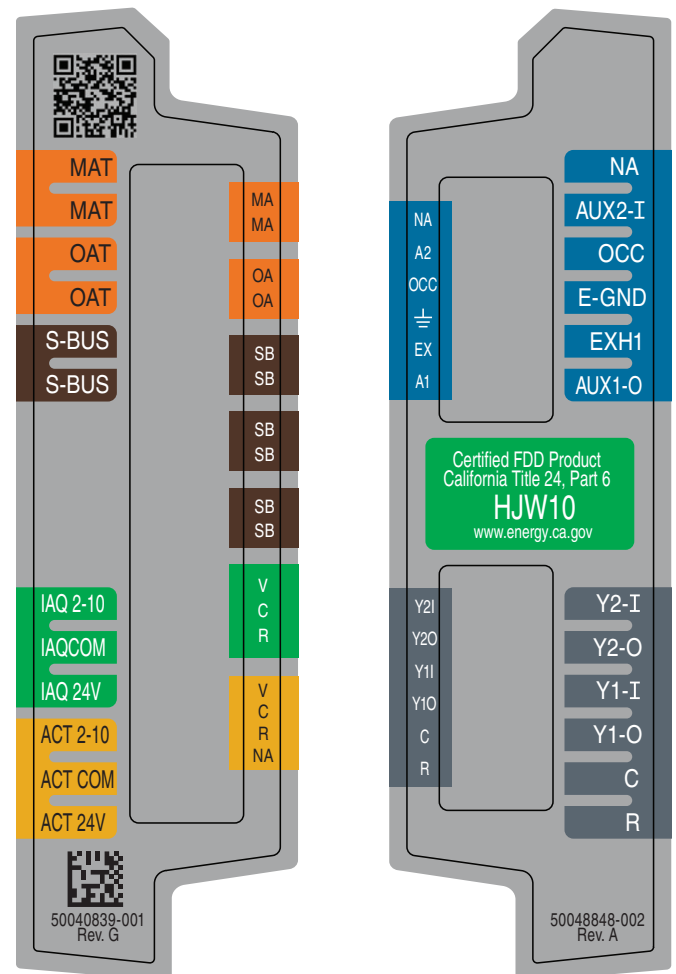 MAT
MAT
OAT
OAT
S-BUS
S-BUS
IAQ 2-10
IAQCOM
IAQ 24V
ACT 2-10
ACT COM
ACT 24V
50040839-001
Rev. G
MA
MA
OA
OA
SB
SB
SB
SB
SB
SB
V
C
R
V
C
R
NA
NA
A2
OCC
EX
A1
NA
AUX2-I
OCC
E-GND
EXH1
AUX1-O
Certified FDD Product
California Title 24, Part 6
HJW10
www.energy.ca.gov
Y2I
Y2O
Y1I
Y1O
C
R
Y2-I
Y2-O
Y1-I
Y1-O
C
R
50048848-002
Rev. A